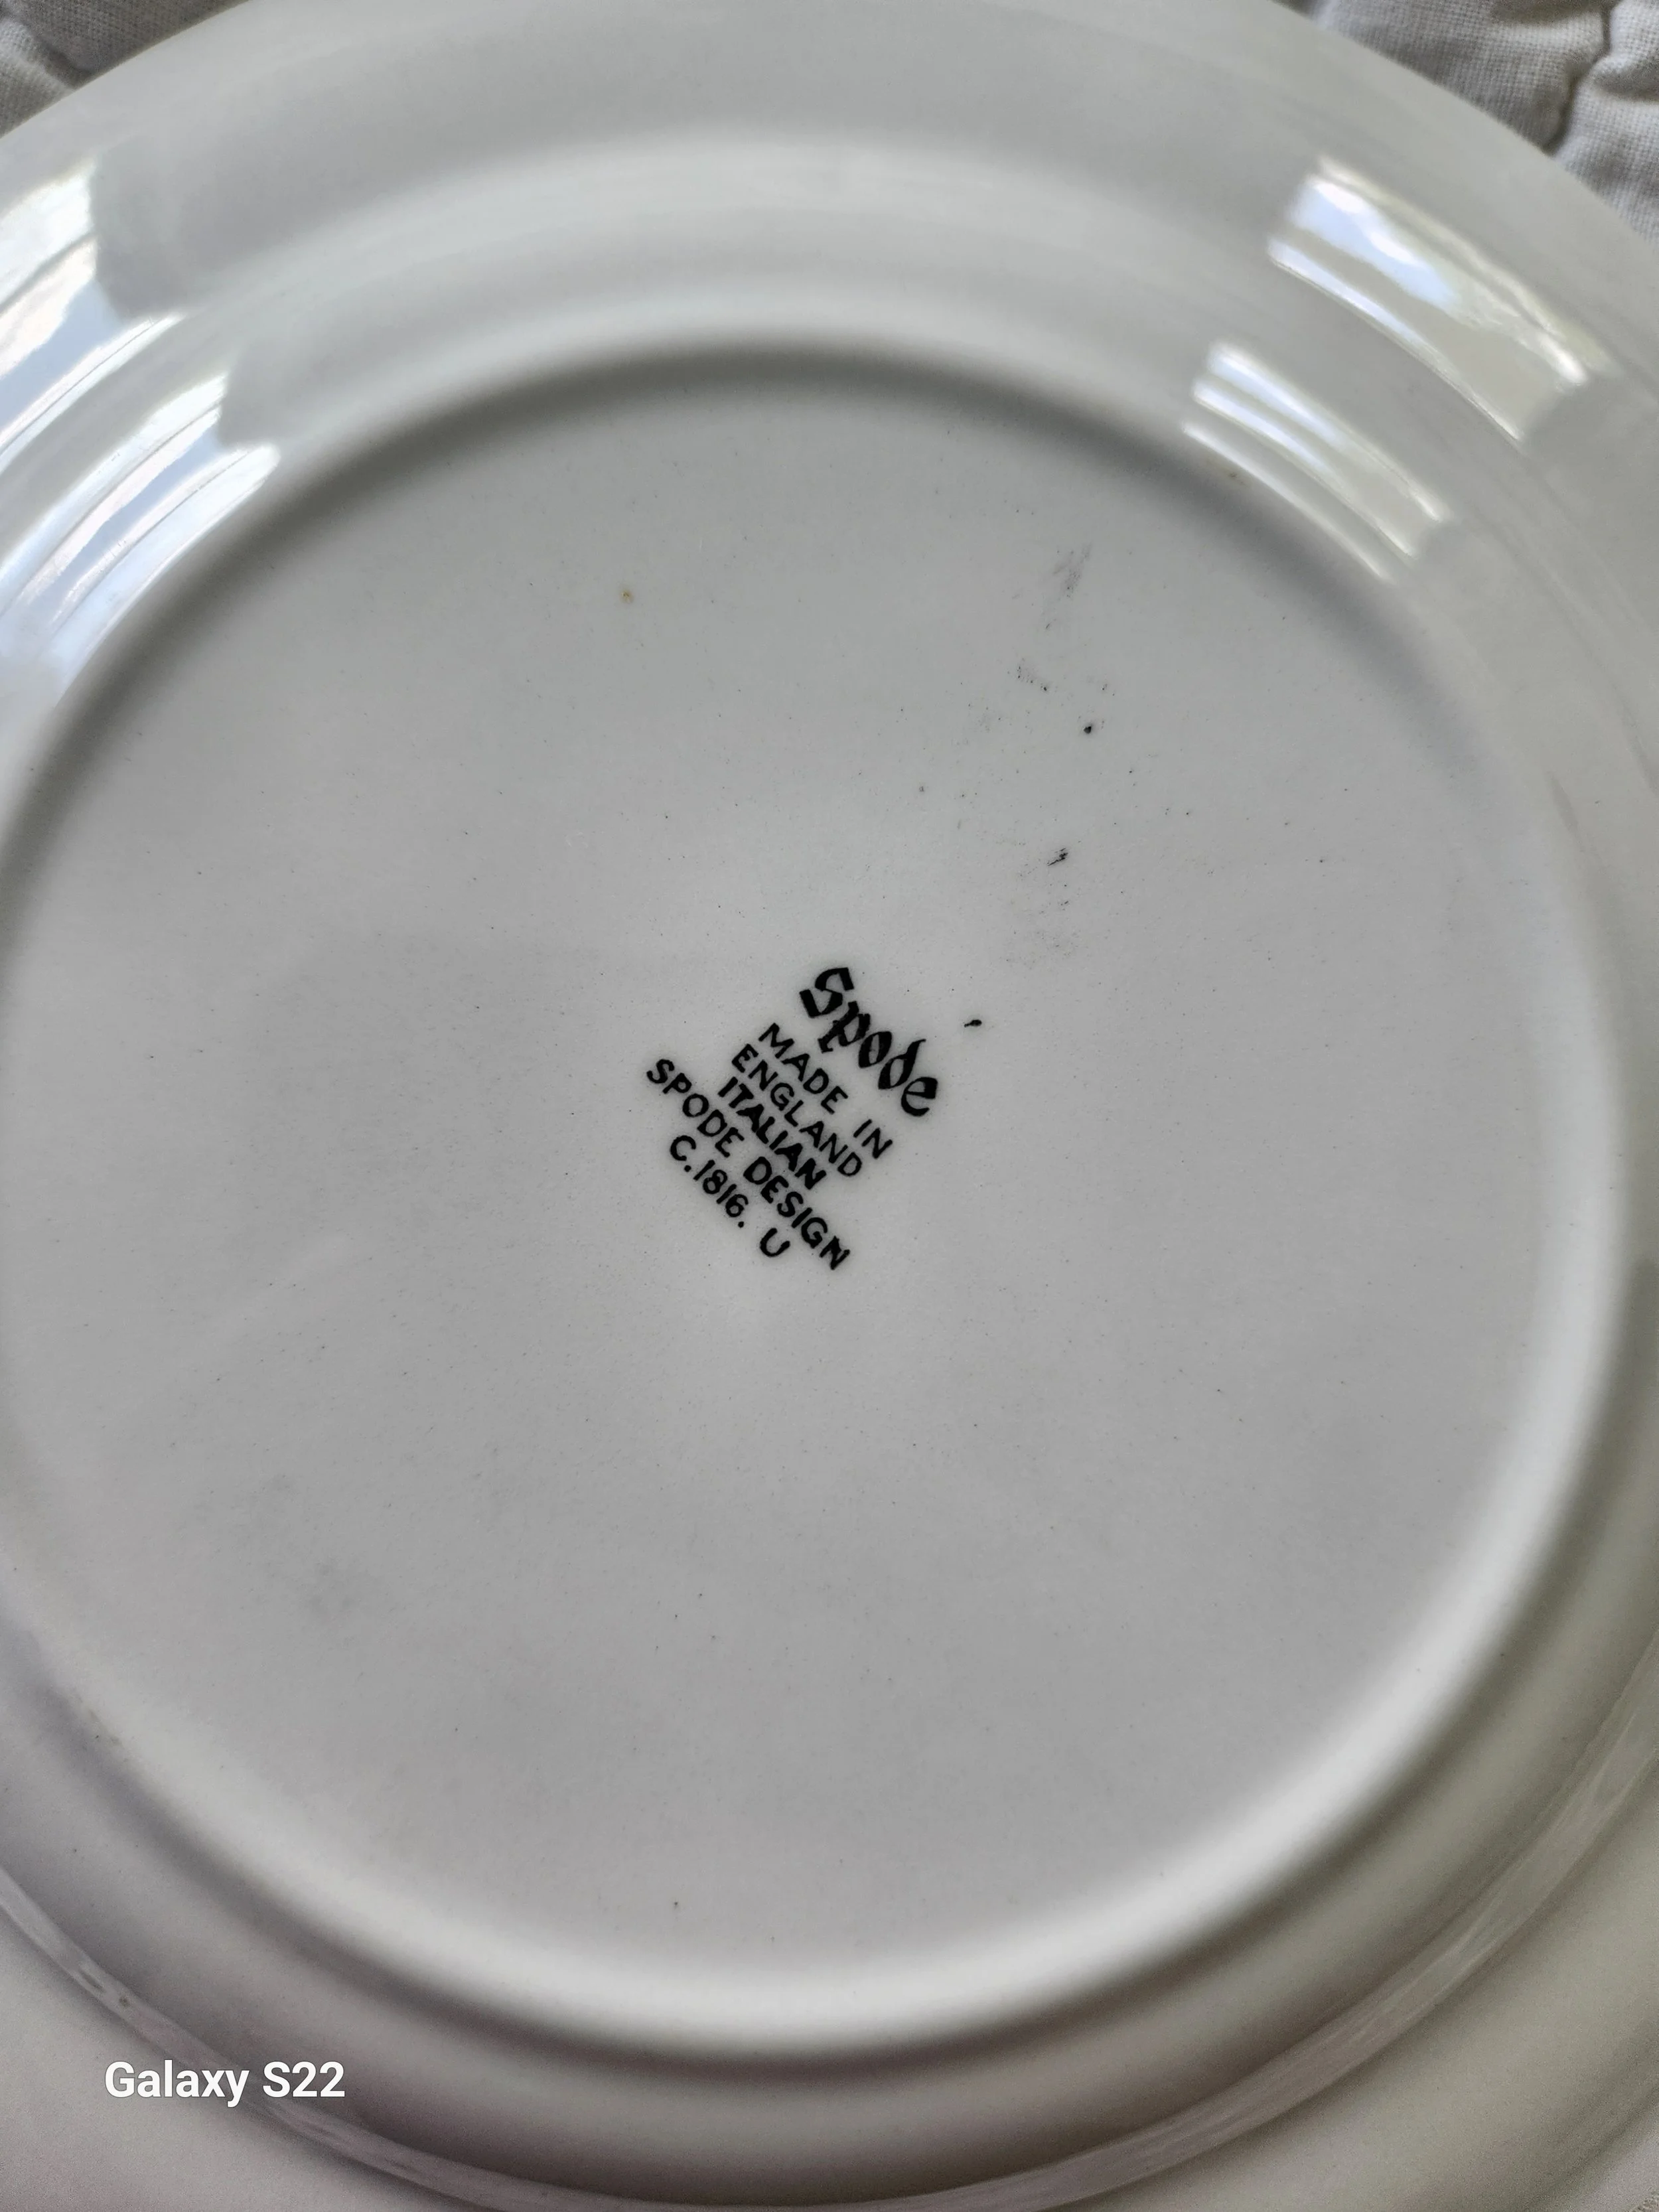 Spode
MADE IN
ENGLAND
ITALIAN
SPODE DESIGN
C.1816. U
Galaxy S22